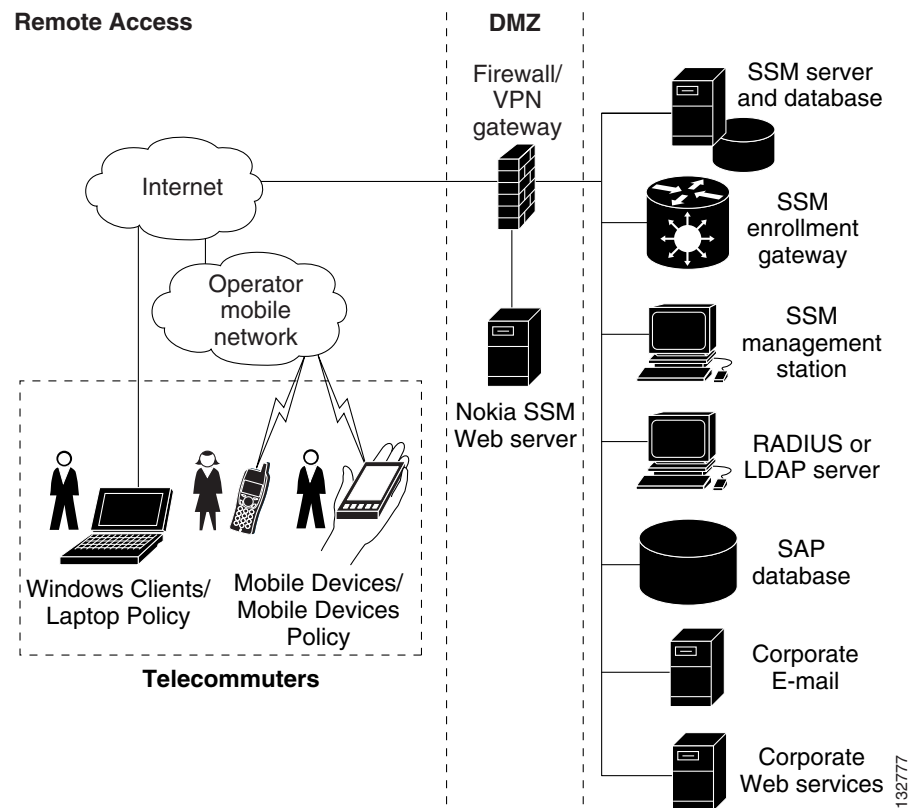 Remote Access
DMZ
Firewall/
VPN
gateway
SSM server
and database
Internet
SSM
enrollment
gateway
Operator
mobile
network
SSM
management
station
Nokia SSM
Web server
RADIUS or
LDAP server
Windows Clients/
Laptop Policy
Mobile Devices/
Mobile Devices
Policy
SAP
database
Telecommuters
Corporate
E-mail
Corporate
Web services
132777